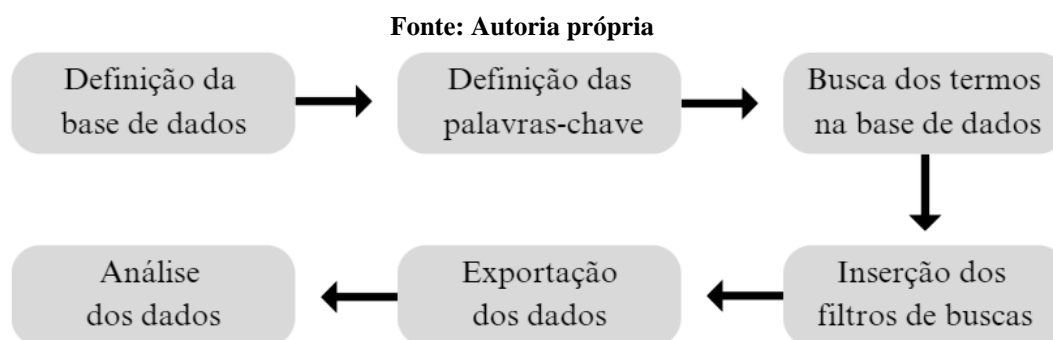 Fonte: Autoria própria
Definição da
base de dados
Definição das
palavras-chave
Busca dos termos
na base de dados
Inserção dos
filtros de buscas
Exportação
dos dados
Análise
dos dados